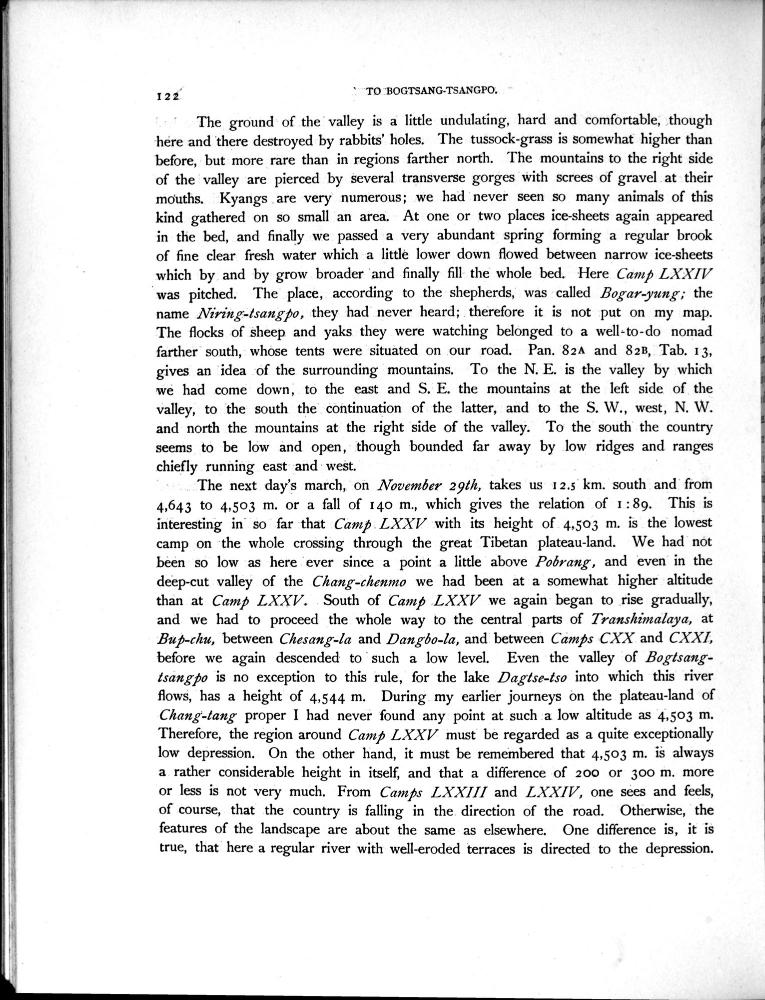 122
TO BOGTSANG-TSANGPO.
The ground of the valley is a little undulating, hard and comfortable, though
here and there destroyed by rabbits' holes. The tussock-grass is somewhat higher than
before, but more rare than in regions farther north. The mountains to the right side
of the valley are pierced by several transverse gorges with screes of gravel at their
mouths. Kyangs are very numerous; we had never seen so many animals of this
kind gathered on so small an area. At one or two places ice-sheets again appeared
in the bed, and finally we passed a very abundant spring forming a regular brook
of fine clear fresh water which a little lower down flowed between narrow ice-sheets
which by and by grow broader and finally fill the whole bed. Here Camp LXXIV
was pitched. The place, according to the shepherds, was called Bogar-yung; the
name Niring-tsangpo, they had never heard; therefore it is not put on my map.
The flocks of sheep and yaks they were watching belonged to a well-to-do nomad
farther south, whose tents were situated on our road. Pan. 82A and 82B, Tab. 13,
gives an idea of the surrounding mountains. To the N. E. is the valley by which
we had come down, to the east and S. E. the mountains at the left side of the
valley, to the south the continuation of the latter, and to the S. W., west, N. W.
and north the mountains at the right side of the valley. To the south the country
seems to be low and open, though bounded far away by low ridges and ranges
chiefly running east and west.
The next day's march, on November 29th, takes us 12.5 km. south and from
4,643 to 4,503 m. or a fall of 140 m., which gives the relation of 1:89. This is
interesting in so far that Camp LXXV with its height of 4,503 m. is the lowest
camp on the whole crossing through the great Tibetan plateau-land. We had not
been so low as here ever since a point a little above Pobrang, and even in the
deep-cut valley of the Chang-chenmo we had been at a somewhat higher altitude
than at Camp LXXV. South of Camp LXXV we again began to rise gradually,
and we had to proceed the whole way to the central parts of Transhimalaya, at
Bup-chu, between Chesang-la and Dangbo-la, and between Camps CXX and CXXI,
before we again descended to such a low level. Even the valley of Bogtsang-
tsangpo is no exception to this rule, for the lake Dagtse-tso into which this river
flows, has a height of 4,544 m. During my earlier journeys on the plateau-land of
Chang-tang proper I had never found any point at such a low altitude as 4,503 m.
Therefore, the region around Camp LXXV must be regarded as a quite exceptionally
low depression. On the other hand, it must be remembered that 4,503 m. is always
a rather considerable height in itself, and that a difference of 200 or 300 m. more
or less is not very much. From Camps LXXIII and LXXIV, one sees and feels,
of course, that the country is falling in the direction of the road. Otherwise, the
features of the landscape are about the same as elsewhere. One difference is, it is
true, that here a regular river with well-eroded terraces is directed to the depression.